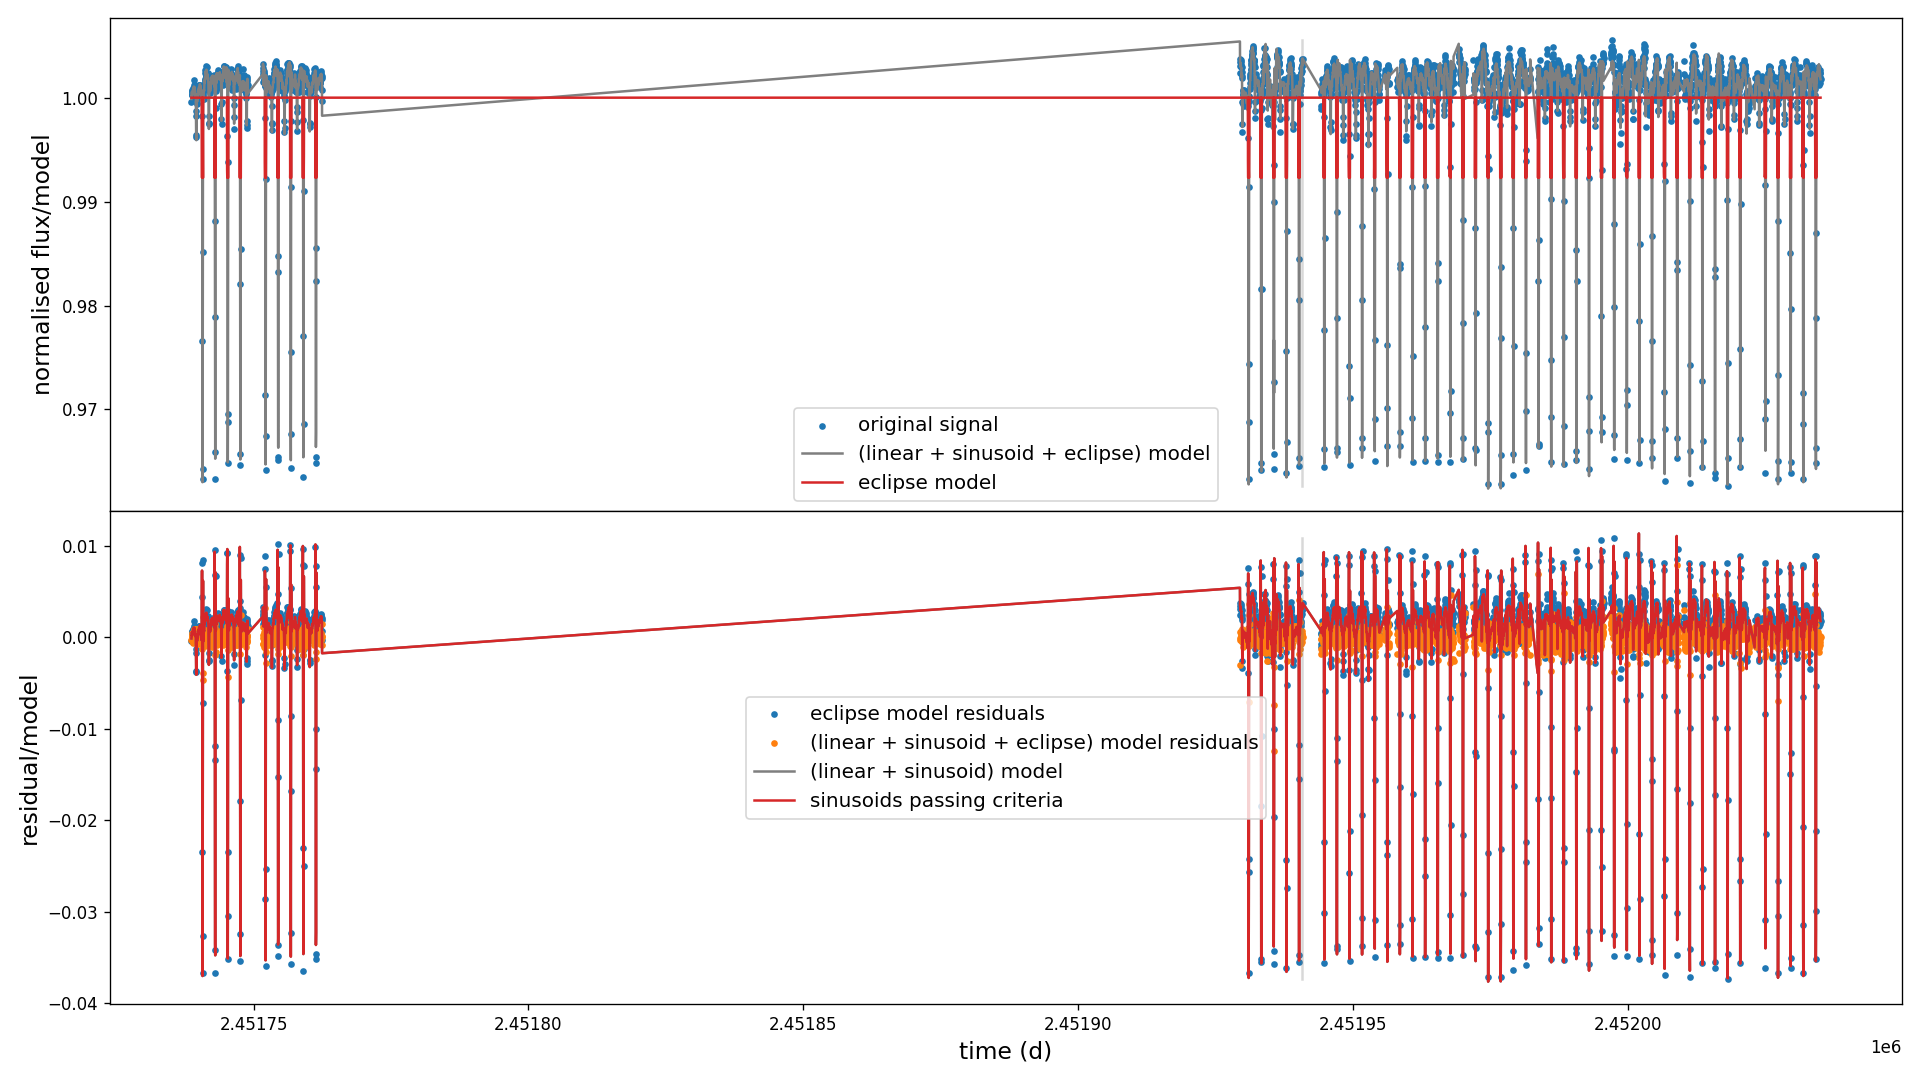 1.00
0.99
0.98
0.97
normalised flux/model
original signal
(linear + sinusoid + eclipse) model
eclipse model
0.01
0.00
−0.01
−0.02
−0.03
−0.04
residual/model
eclipse model residuals
(linear + sinusoid + eclipse) model residuals
(linear + sinusoid) model
sinusoids passing criteria
2.45175 2.45180 2.45185 2.45190 2.45195 2.45200
1e6
time (d)